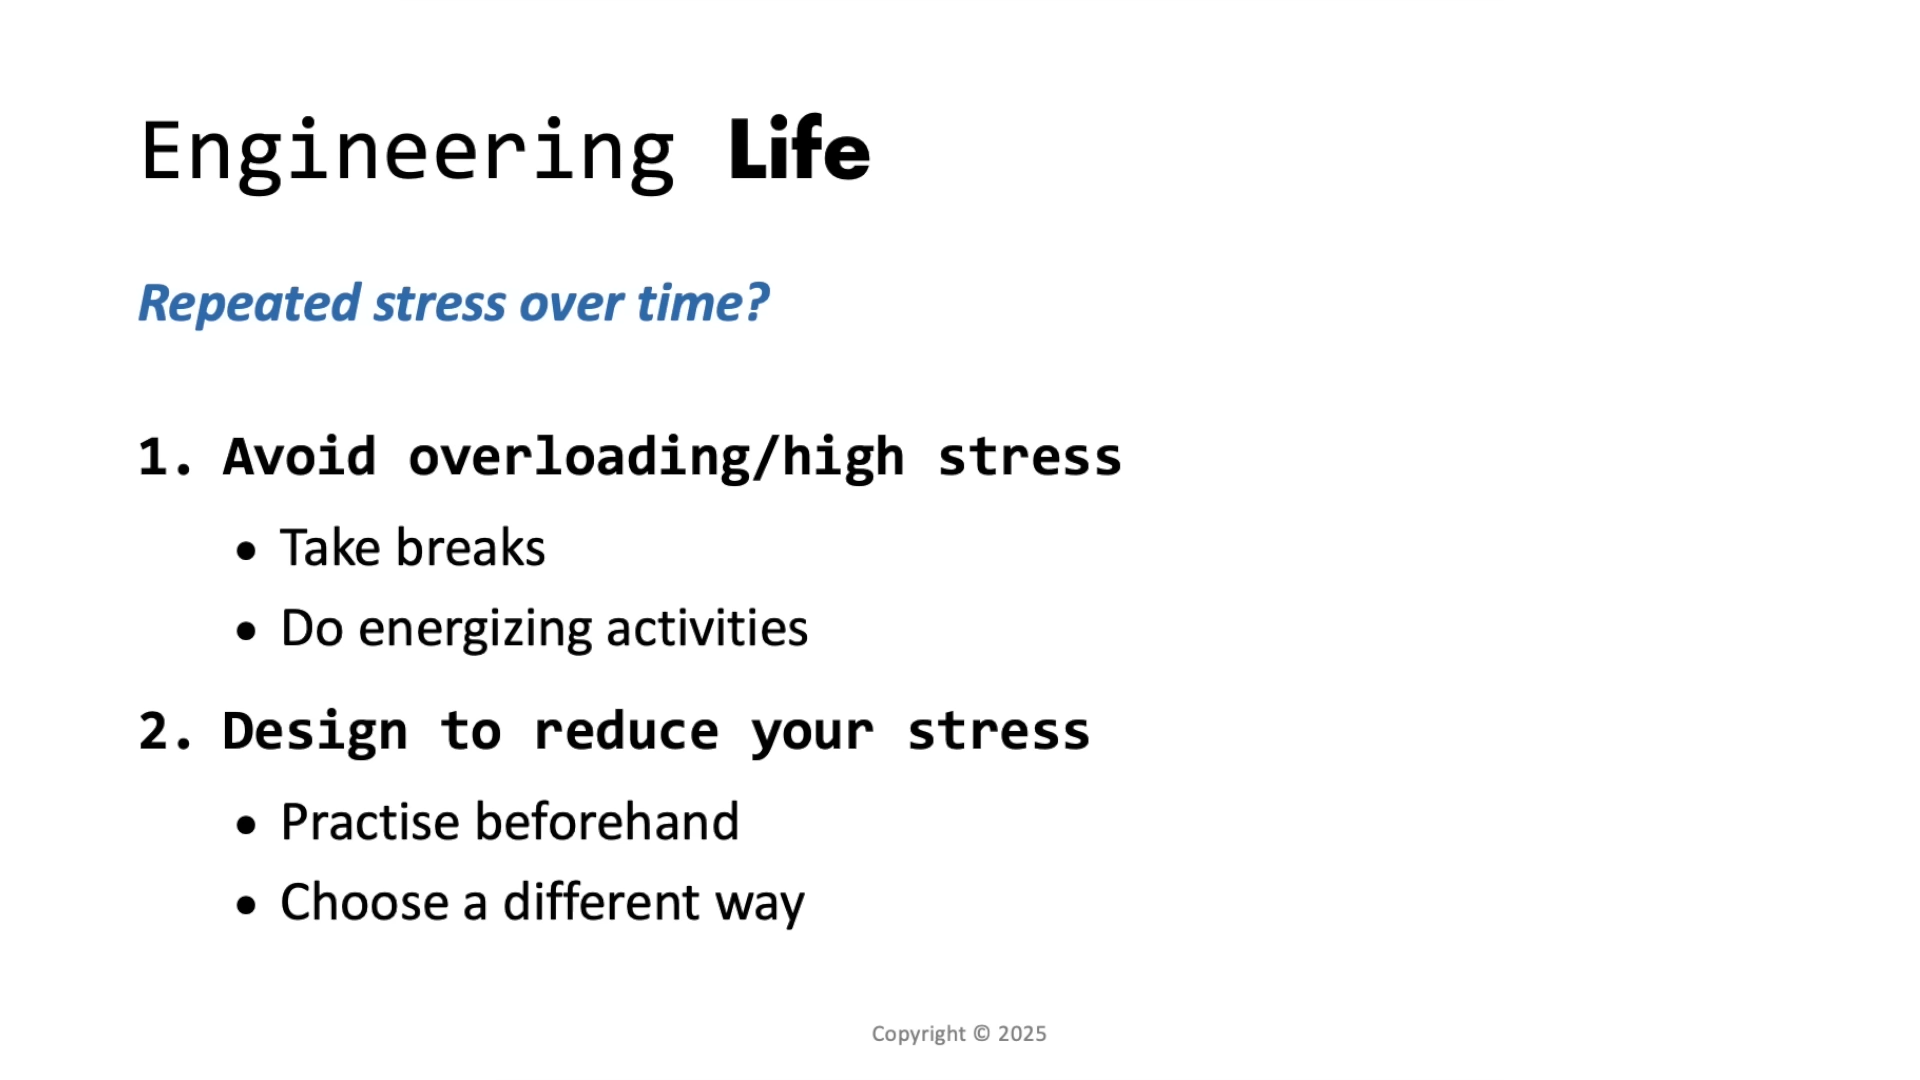 Engineering Life
Repeated stress over time?
1. Avoid overloading/high stress
• Take breaks
• Do energizing activities
2. Design to reduce your stress
• Practise beforehand
• Choose a different way
Copyright © 2025